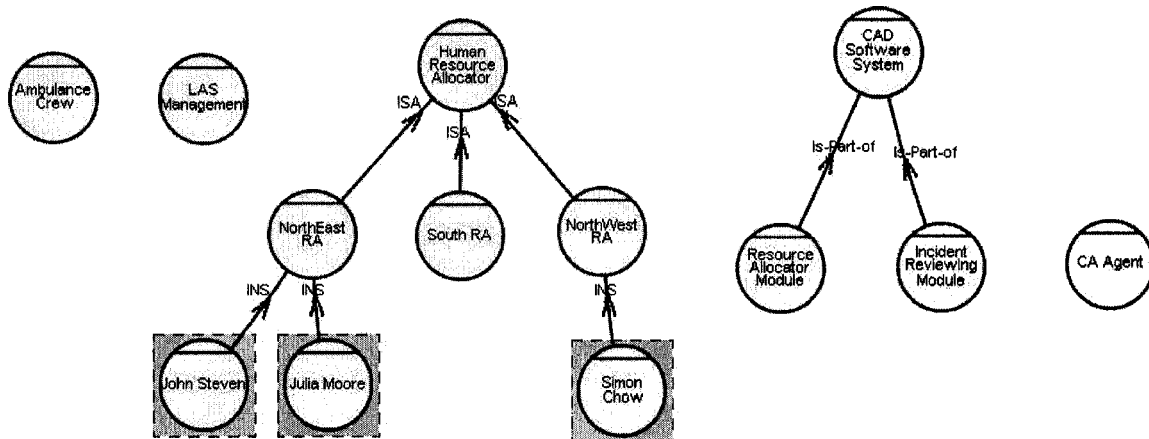 Ambulance
Crew
LAS
Management
Human
Resource
Allocator
CAD
Software
System
ISA
ISA
ISA
Is-Part-of
Is-Part-of
NorthEast
RA
South RA
NorthWest
RA
Resource
Allocator
Module
Incident
Reviewing
Module
CA Agent
INS
INS
INS
John Steven
Julia Moore
Simon
Chow